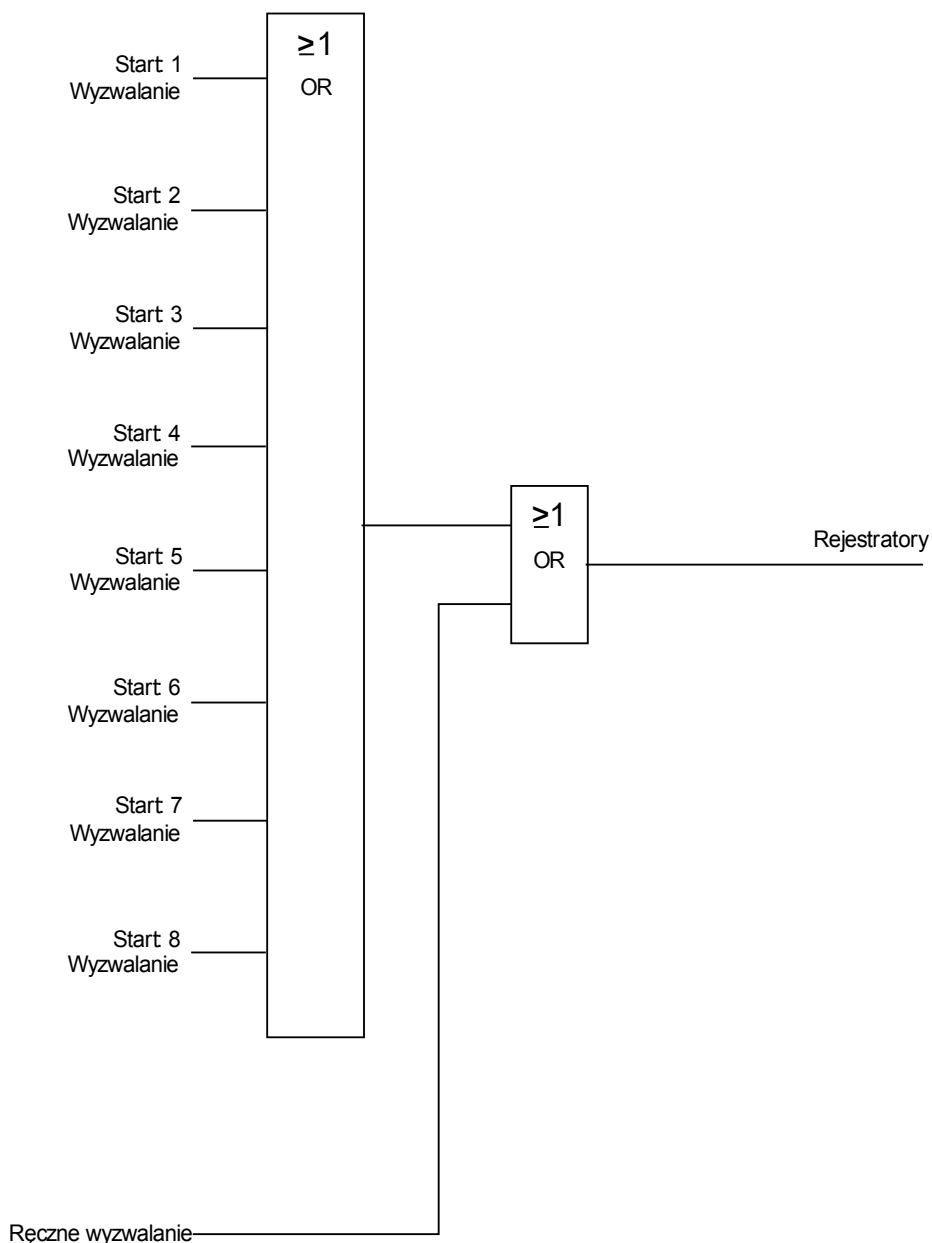 ≥1
OR
Start: 1
Wyzwalanie
Start: 2
Wyzwalanie
Start: 3
Wyzwalanie
Start: 4
Wyzwalanie
≥1
OR
Rejestratory
Start: 5
Wyzwalanie
Start: 6
Wyzwalanie
Start: 7
Wyzwalanie
Start: 8
Wyzwalanie
Ręczne wyzwalanie